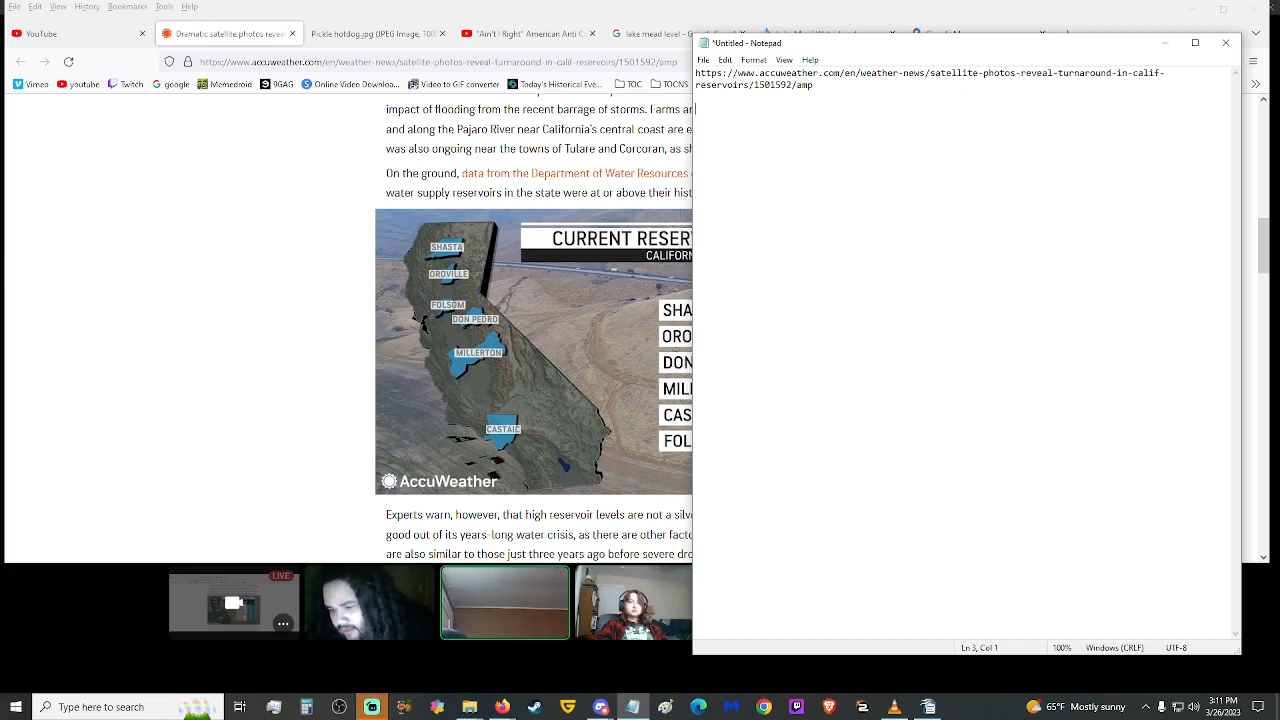 File Edit View History Bookmarks Tools Help
YouTube
Dramatic satellite photos revea
Pickle hotdog.jpg (JPEG Image, 100
"Ain't I Right" American Anti C
lake mead level - Google
https://www.accuweather.com/en/weather-news/satellite-photos-reveal-turnaround-in-calif-reservoirs/1501592/amp
Vimeo youtube Twitch google Memedroid 9GAG Online Video Downloa... Video to GIF converter Today's Historical Eve... TOC TOC
impact of flooding from the recent barrage of storms. Farms
and along the Pajaro River near California's central coast are
was also ongoing near the towns of Tulare and Corcoran, as
On the ground, data from the Department of Water Resources
water supply reservoirs in the state were at or above their
CURRENT RESER
CALIFORN
SHASTA
OROVILLE
FOLSOM
DON PEDRO
MILLERTON
CASTAIC
SHA
ORO
DON
MIL
CAS
FOL
AccuWeather
Experts warn, however, that high reservoir levels are not a
good out of its years-long water crisis, as there are other
are also similar to those just three years ago before severe
LIVE
*Untitled - Notepad
File Edit Format View Help
https://www.accuweather.com/en/weather-news/satellite-photos-reveal-turnaround-in-calif-
reservoirs/1501592/amp
Ln 3, Col 1 100% Windows (CRLF) UTF-8
Type here to search
65°F Mostly sunny
3:11 PM
3/26/2023